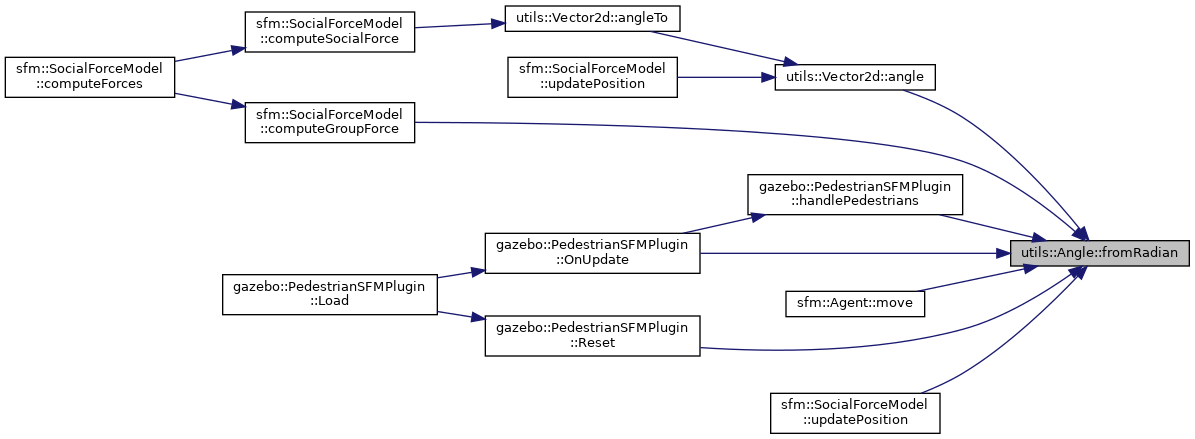 utils::Vector2d::angleTo
sfm::SocialForceModel
::computeSocialForce
sfm::SocialForceModel
::computeForces
sfm::SocialForceModel
::updatePosition
utils::Vector2d::angle
sfm::SocialForceModel
::computeGroupForce
gazebo::PedestrianSFMPlugin
::handlePedestrians
gazebo::PedestrianSFMPlugin
::OnUpdate
utils::Angle::fromRadian
gazebo::PedestrianSFMPlugin
::Load
sfm::Agent::move
gazebo::PedestrianSFMPlugin
::Reset
sfm::SocialForceModel
::updatePosition